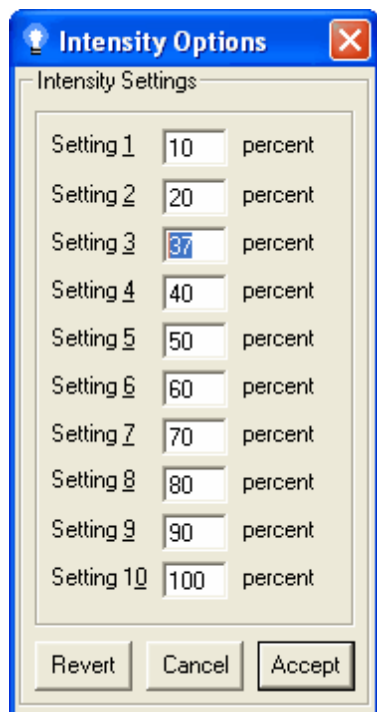 Intensity Options
Intensity Settings
Setting 1 10 percent
Setting 2 20 percent
Setting 3 37 percent
Setting 4 40 percent
Setting 5 50 percent
Setting 6 60 percent
Setting 7 70 percent
Setting 8 80 percent
Setting 9 90 percent
Setting 10 100 percent
Revert Cancel Accept